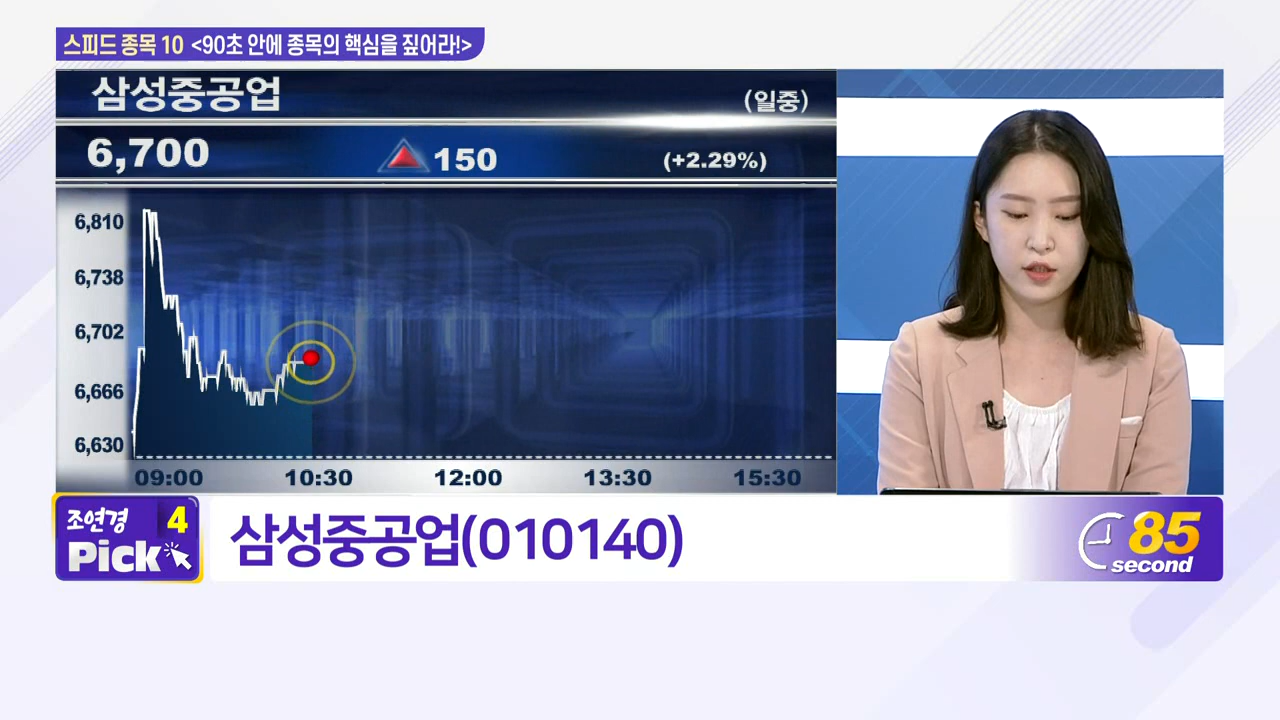 스피드 종목 10 <90초 안에 종목의 핵심을 짚어라!>
삼성중공업
(일중)
6,700 150 (+2.29%)
6,810
6,738
6,702
6,666
6,630
09:00 10:30 12:00 13:30 15:30
조연경 4
Pick
삼성중공업(010140)
85
second